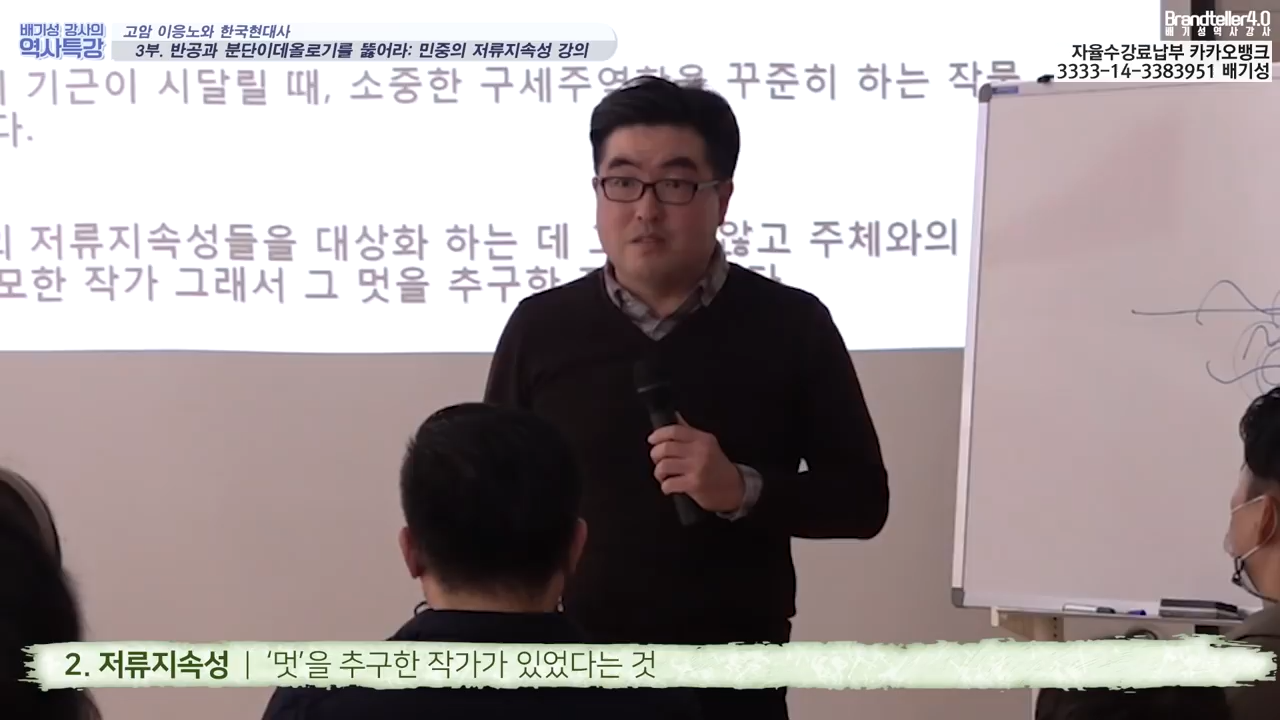 배기성 강사의
역사특강
고암 이응노와 한국현대사
3부. 반공과 분단이데올로기를 뚫어라: 민중의 저류지속성 강의
Brandteller4.0
배기성역사강사
자율수강료납부 카카오뱅크
3333-14-3383951 배기성
기근이 시달릴 때, 소중한 구세주역할을 꾸준히 하는 작물
다.
저류지속성들을 대상화 하는 데 않고 주체와의
모한 작가 그래서 그 멋을 추구한
2. 저류지속성 | ‘멋’을 추구한 작가가 있었다는 것